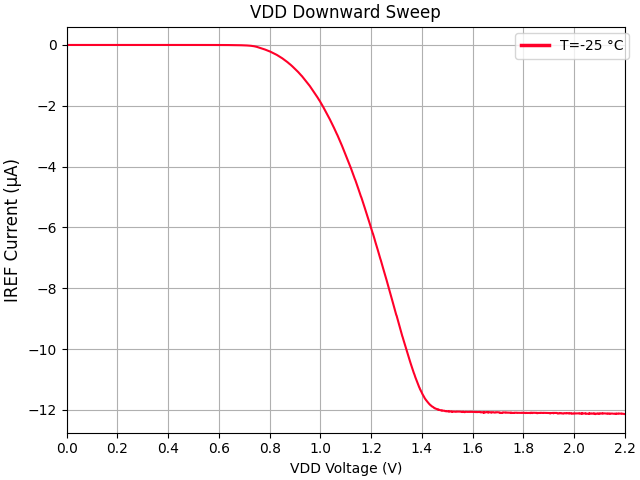 VDD Downward Sweep
IREF Current (μA)
0
−2
−4
−6
−8
−10
−12
T=-25 °C
0.0 0.2 0.4 0.6 0.8 1.0 1.2 1.4 1.6 1.8 2.0 2.2
VDD Voltage (V)